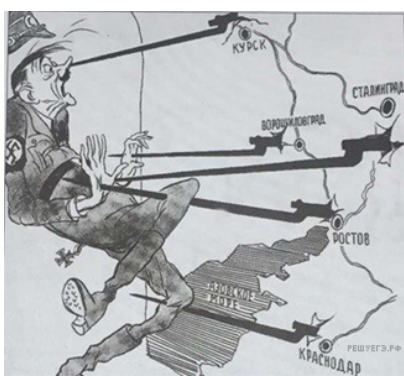 КУРСК
СТАЛИНГРАД
ВОРОШИЛОВГРАД
РОСТОВ
АЗОВСКОЕ
МОРЕ
КРАСНОДАР
РЕШУЕГЭ.РФ